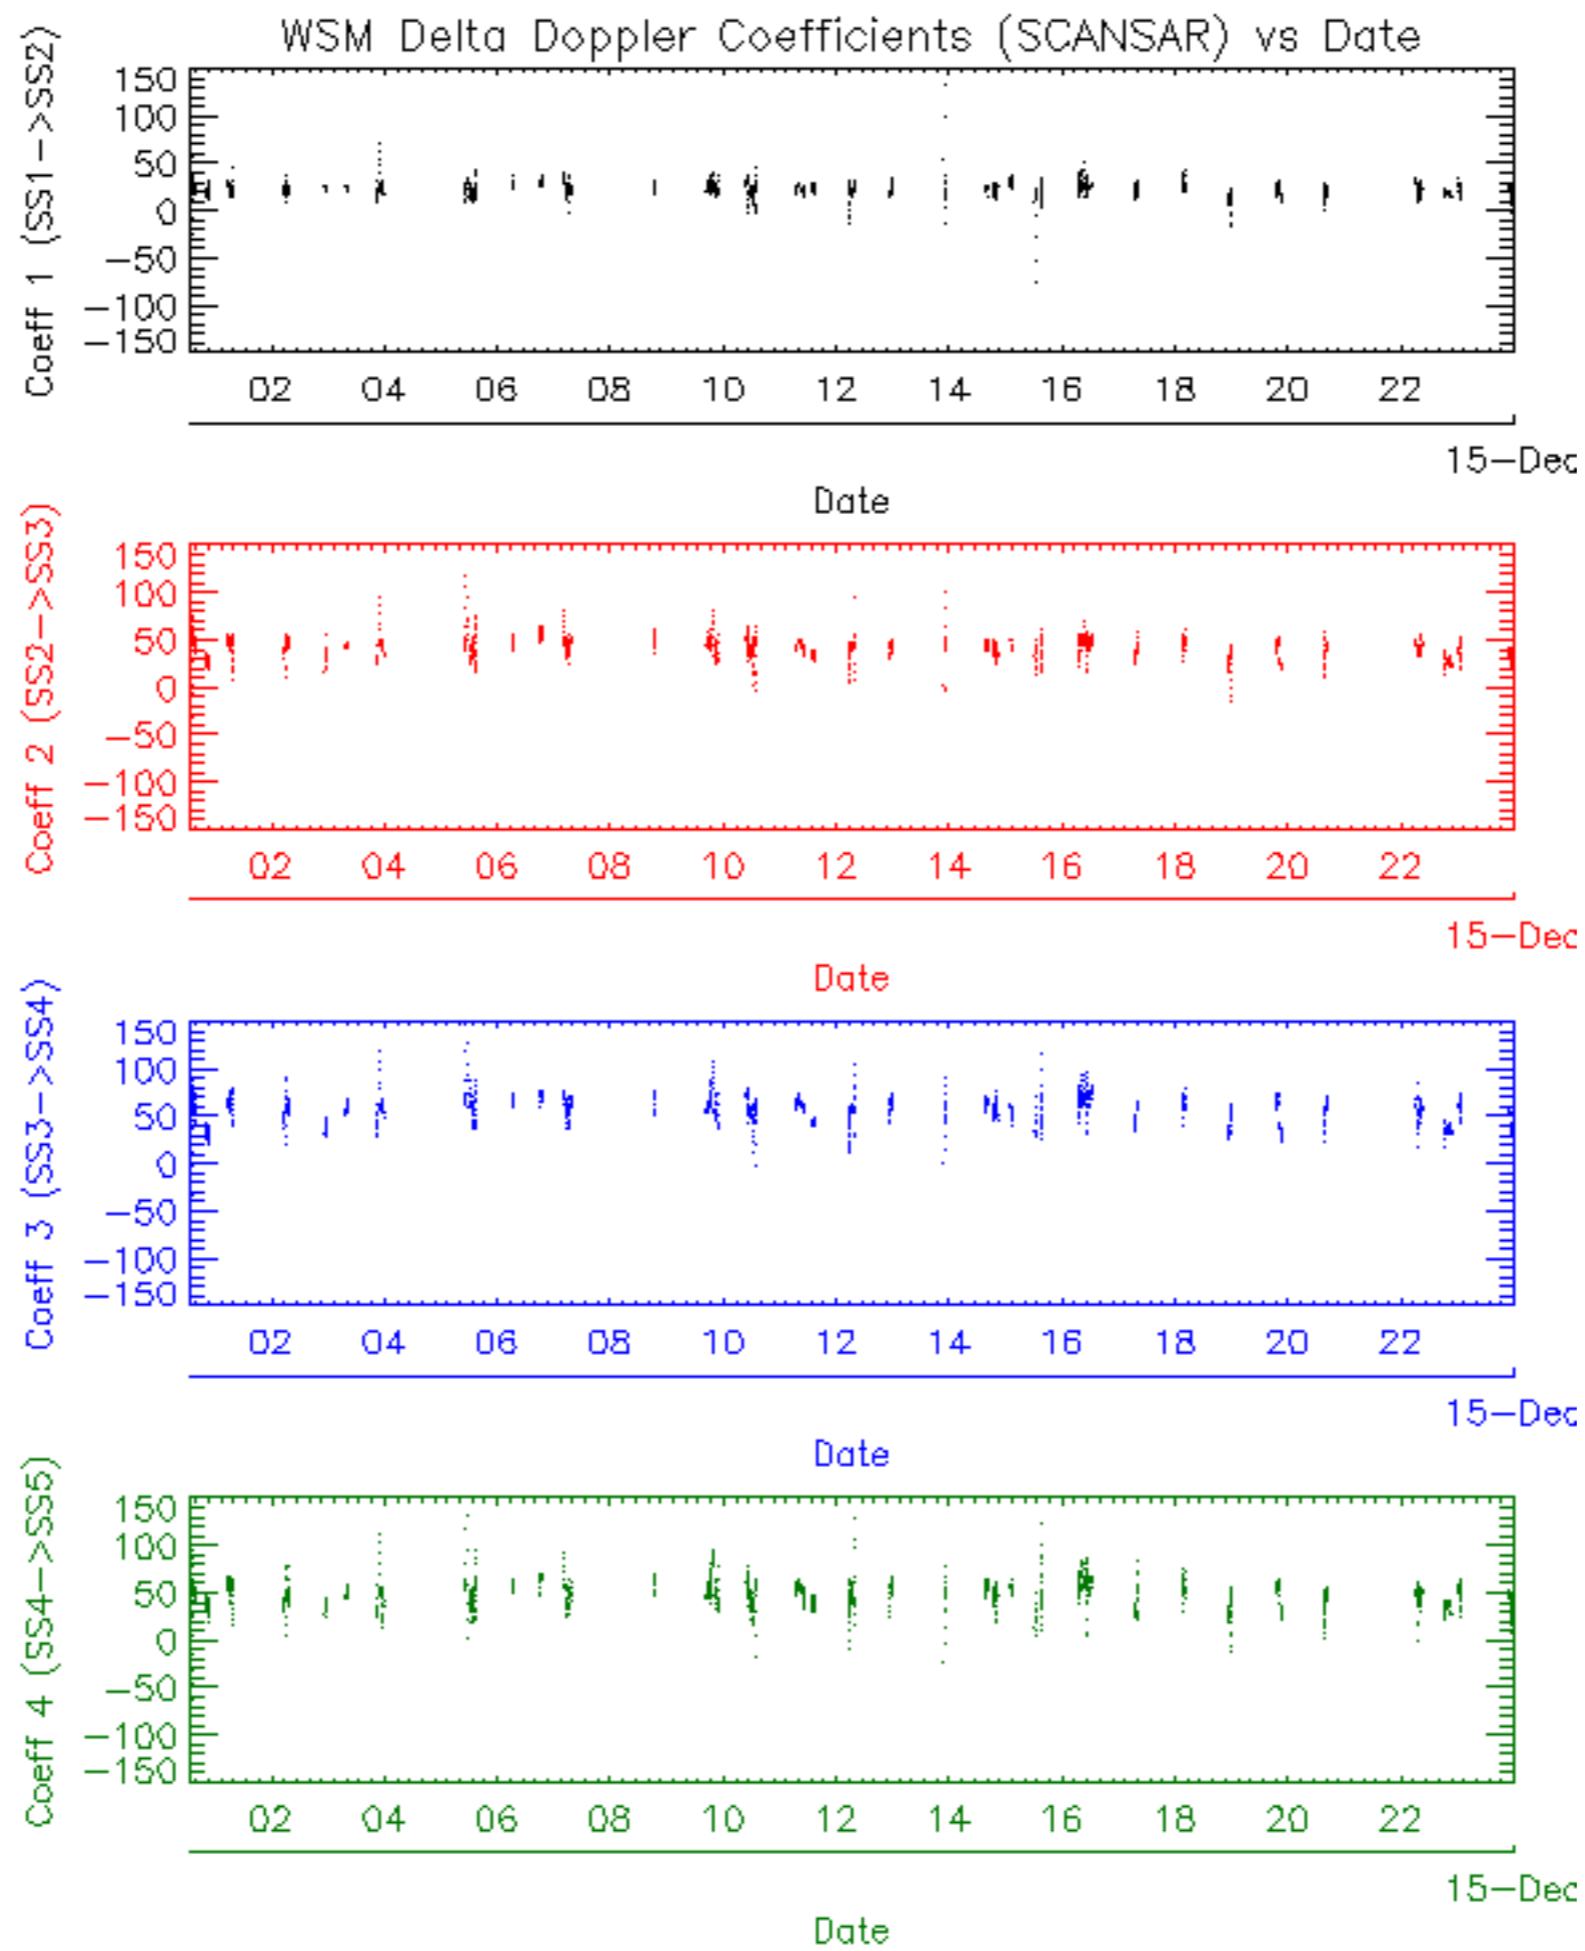 WSM Delta Doppler Coefficients (SCANSAR) vs Date
Coeff 1 (SS1->SS2)
150
100
50
0
-50
-100
-150
02 04 06 08 10 12 14 16 18 20 22
15-Dec
Date
Coeff 2 (SS2->SS3)
150
100
50
0
-50
-100
-150
02 04 06 08 10 12 14 16 18 20 22
15-Dec
Date
Coeff 3 (SS3->SS4)
150
100
50
0
-50
-100
-150
02 04 06 08 10 12 14 16 18 20 22
15-Dec
Date
Coeff 4 (SS4->SS5)
150
100
50
0
-50
-100
-150
02 04 06 08 10 12 14 16 18 20 22
15-Dec
Date